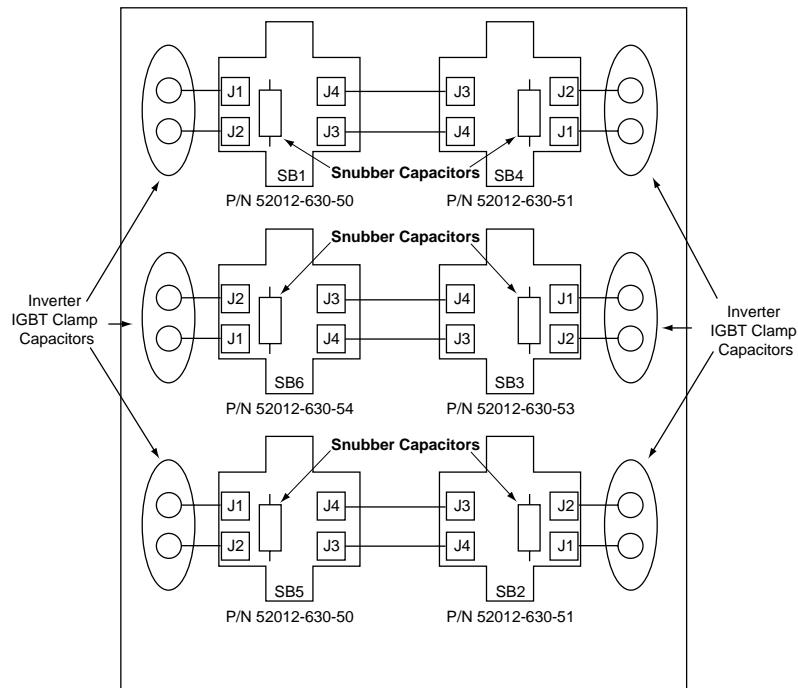 J1 J4 J3 J2
J2 J3 J4 J1
Snubber Capacitors
SB1 SB4
P/N 52012-630-50 P/N 52012-630-51
Snubber Capacitors
J2 J3 J4 J1
Inverter
IGBT Clamp
Capacitors
Inverter
IGBT Clamp
Capacitors
J1 J4 J3 J2
SB6 SB3
P/N 52012-630-54 P/N 52012-630-53
Snubber Capacitors
J1 J4 J3 J2
J2 J3 J4 J1
SB5 SB2
P/N 52012-630-50 P/N 52012-630-51